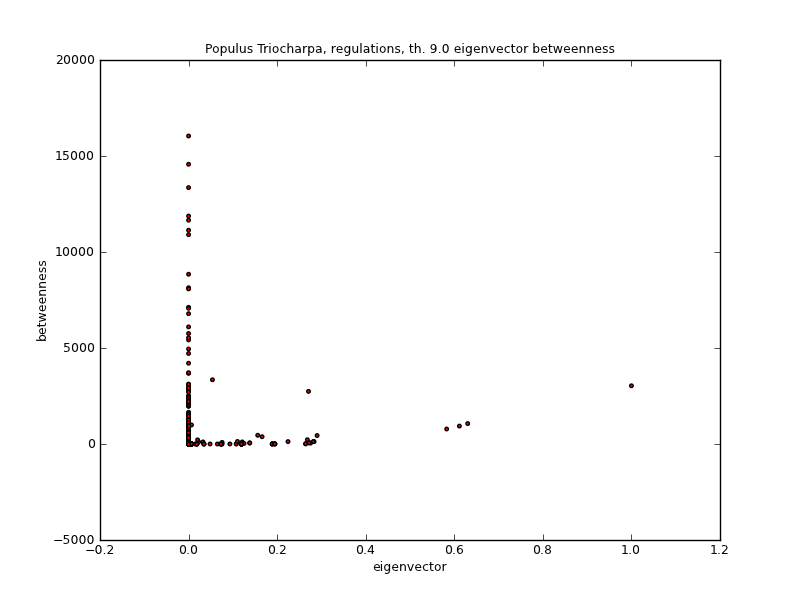 Populus Triocharpa, regulations, th. 9.0 eigenvector betweenness
20000
15000
10000
5000
0
−5000
betweenness
−0.2 0.0 0.2 0.4 0.6 0.8 1.0 1.2
eigenvector